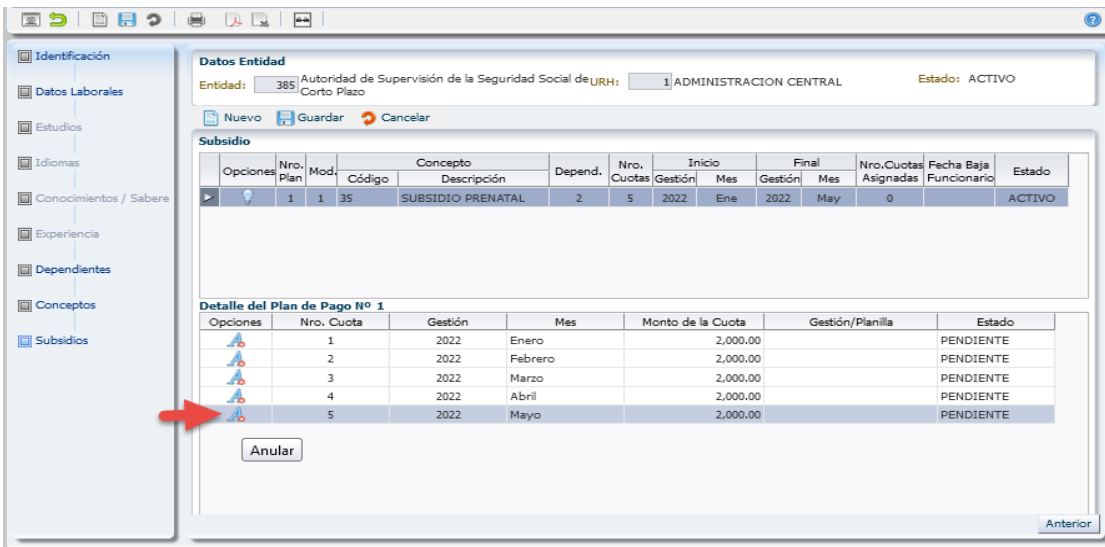 Identificación
Datos Laborales
Estudios
Idiomas
Conocimientos / Sabere
Experiencia
Dependientes
Conceptos
Subsidios
Datos Entidad
Entidad: 385 Autoridad de Supervisión de la Seguridad Social de Corto Plazo URH: 1 ADMINISTRACION CENTRAL Estado: ACTIVO
Nuevo Guardar Cancelar
Subsidio
Opciones Nro. Plan Mod. Concepto Código Descripción Depend. Nro. Cuotas Inicio Gestión Mes Final Gestión Mes Nro.Cuotas Asignadas Fecha Baja Funcionario Estado
1 1 35 SUBSIDIO PRENATAL 2 5 2022 Ene 2022 May 0 ACTIVO
Detalle del Plan de Pago Nº 1
Opciones Nro. Cuota Gestión Mes Monto de la Cuota Gestión/Planilla Estado
1 2022 Enero 2,000.00 PENDIENTE
2 2022 Febrero 2,000.00 PENDIENTE
3 2022 Marzo 2,000.00 PENDIENTE
4 2022 Abril 2,000.00 PENDIENTE
5 2022 Mayo 2,000.00 PENDIENTE
Anular
Anterior